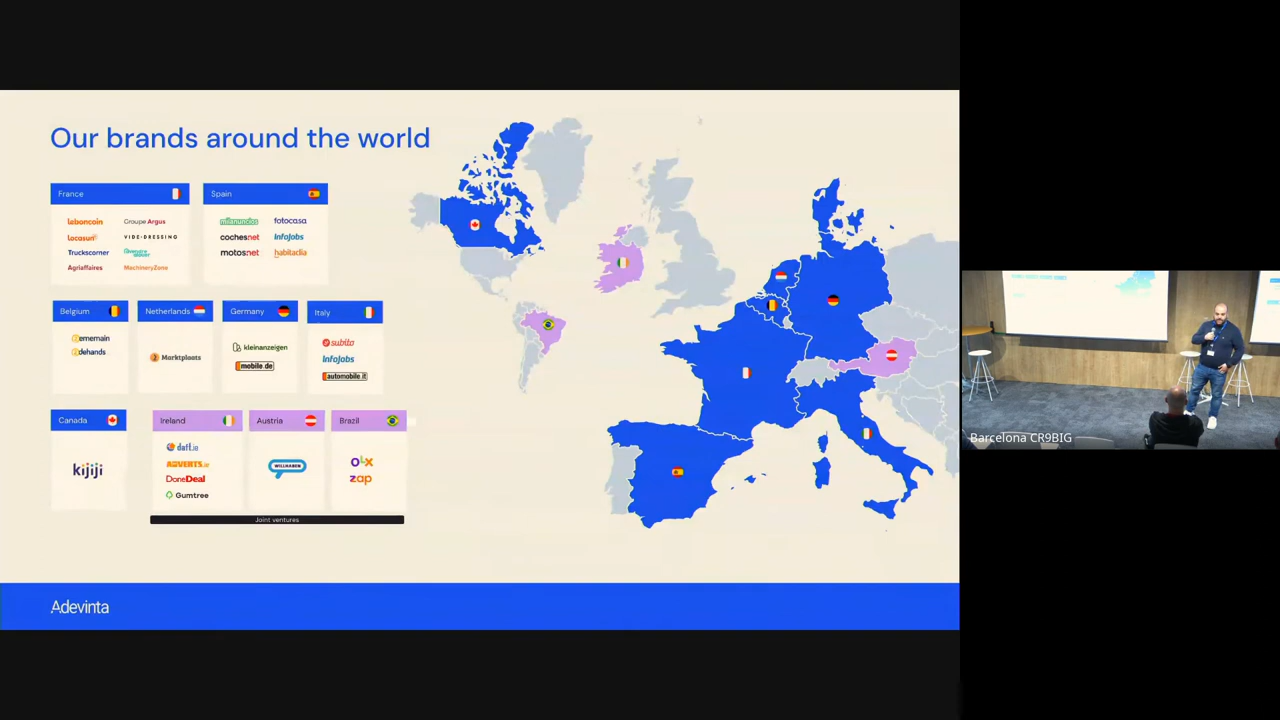 Our brands around the world
France
leboncoin
Groupe Argus
Locasun
VIDE-DRESSING
Truckscorner
Agriaffaires
MachineryZone
Spain
milanuncios
fotocasa
coches.net
InfoJobs
motos.net
habitaclia
Belgium
2ememain
2dehands
Netherlands
Marktplaats
Germany
kleinanzeigen
mobile.de
Italy
subito
InfoJobs
automobile.it
Canada
kijiji
Ireland
daft.ie
ADVERTS.ie
DoneDeal
Gumtree
Austria
WILLHABEN
Brazil
OLX
zap
Joint ventures
Adevinta
Barcelona CR9BIG